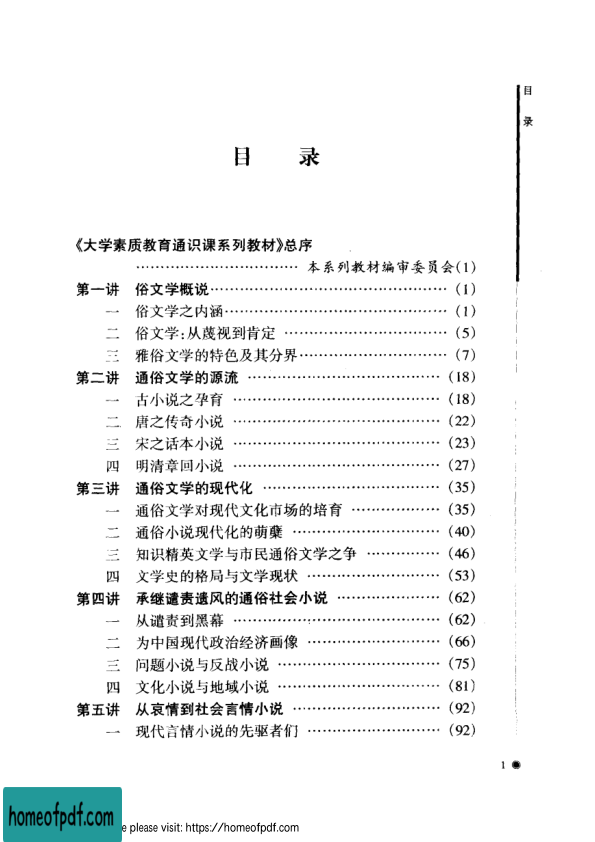 目
录
目 录
《大学素质教育通识课系列教材》总序
…………………………… 本系列教材编审委员会(1)
第一讲 俗文学概说………………………………………(1)
一 俗文学之内涵………………………………………(1)
二 俗文学:从蔑视到肯定 ……………………………(5)
三 雅俗文学的特色及其分界…………………………(7)
第二讲 通俗文学的源流 ………………………………(18)
一 古小说之孕育 ……………………………………(18)
二 唐之传奇小说 ……………………………………(22)
三 宋之话本小说 ……………………………………(23)
四 明清章回小说 ……………………………………(27)
第三讲 通俗文学的现代化 ……………………………(35)
一 通俗文学对现代文化市场的培育 ………………(35)
二 通俗小说现代化的萌蘖 …………………………(40)
三 知识精英文学与市民通俗文学之争 ……………(46)
四 文学史的格局与文学现状 ………………………(53)
第四讲 承继谴责遗风的通俗社会小说 ………………(62)
一 从谴责到黑幕 ……………………………………(62)
二 为中国现代政治经济画像 ………………………(66)
三 问题小说与反战小说 ……………………………(75)
四 文化小说与地域小说 ……………………………(81)
第五讲 从哀情到社会言情小说 ………………………(92)
一 现代言情小说的先驱者们 ………………………(92)
1
homeofpdf.com
e please visit: https://homeofpdf.com